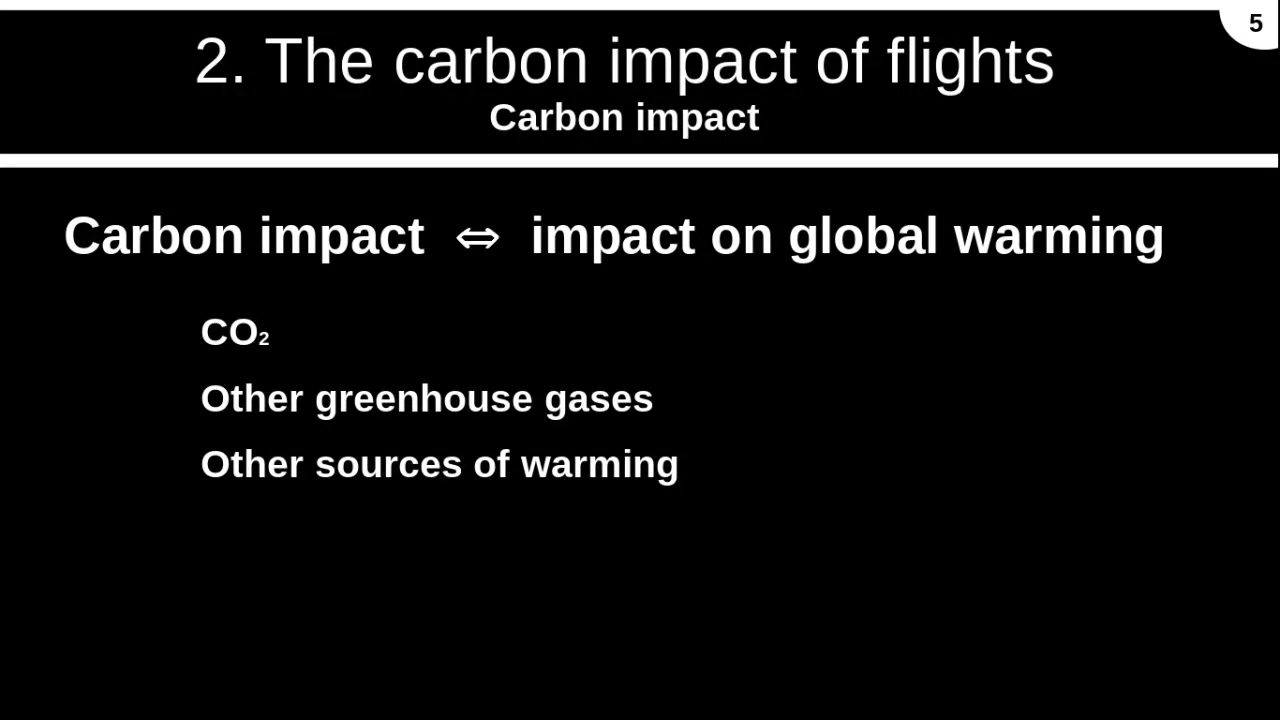 5
2. The carbon impact of flights
Carbon impact
Carbon impact ⇔ impact on global warming
CO₂
Other greenhouse gases
Other sources of warming